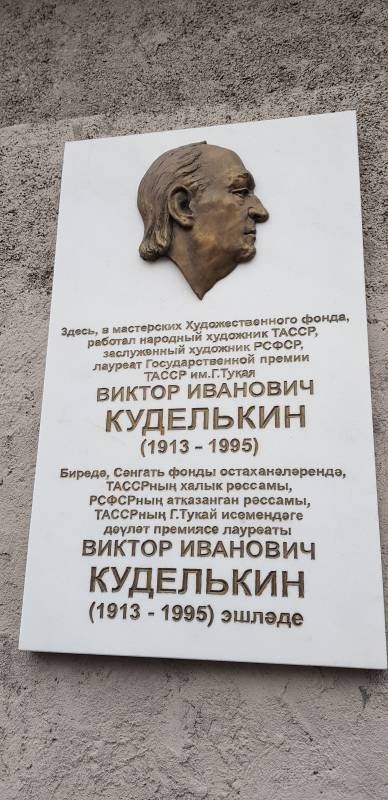 Здесь, в мастерских Художественного фонда,
работал народный художник ТАССР,
заслуженный художник РСФСР,
лауреат Государственной премии
ТАССР им.Г.Тукая
ВИКТОР ИВАНОВИЧ
КУДЕЛЬКИН
(1913 - 1995)
Биредә, Сәнгать фонды остаханәләрендә,
ТАССРның халык рәссамы,
РСФСРның атказанган рәссамы,
ТАССРның Г.Тукай исемендәге
дәүләт премиясе лауреаты
ВИКТОР ИВАНОВИЧ
КУДЕЛЬКИН
(1913 - 1995) эшләде